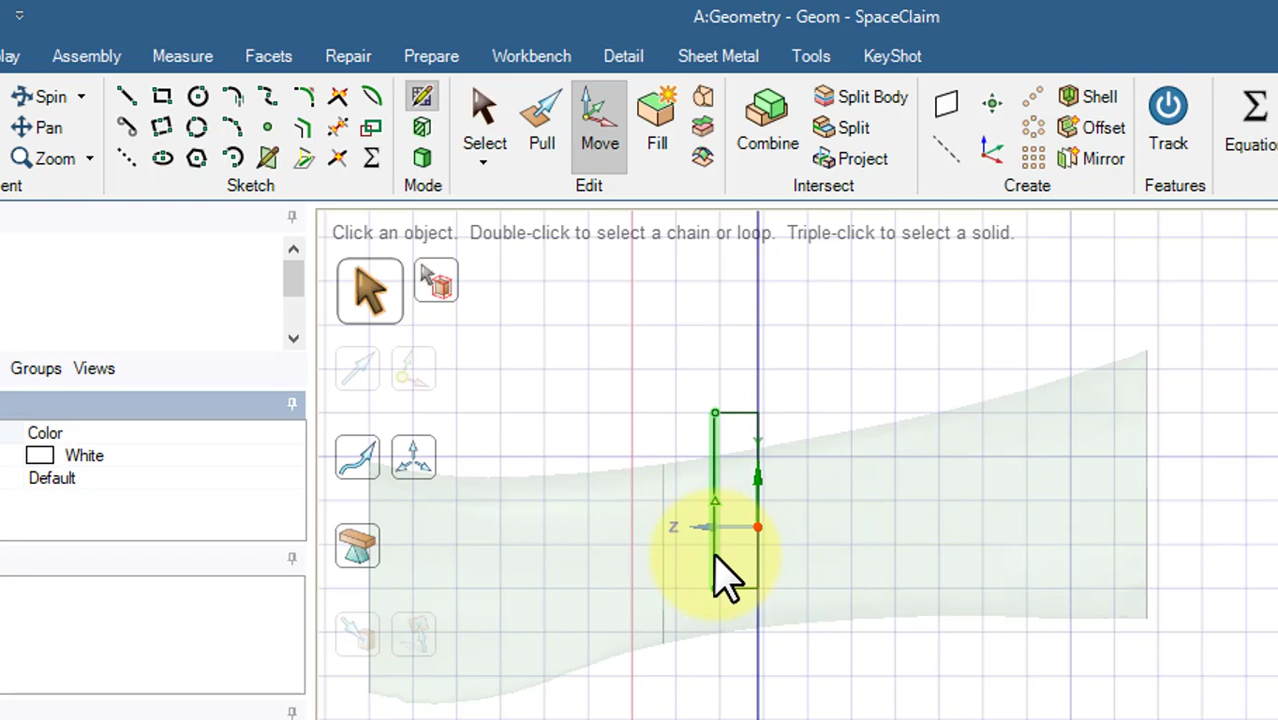 A:Geometry - Geom - SpaceClaim
lay Assembly Measure Facets Repair Prepare Workbench Detail Sheet Metal Tools KeyShot
Spin
Pan
Zoom
Select
Pull
Move
Fill
Combine
Split Body
Split
Project
Shell
Offset
Mirror
Track
Equatio
ent Sketch Mode Edit Intersect Create Features
Click an object. Double-click to select a chain or loop. Triple-click to select a solid.
Groups Views
Color
White
Default
Z